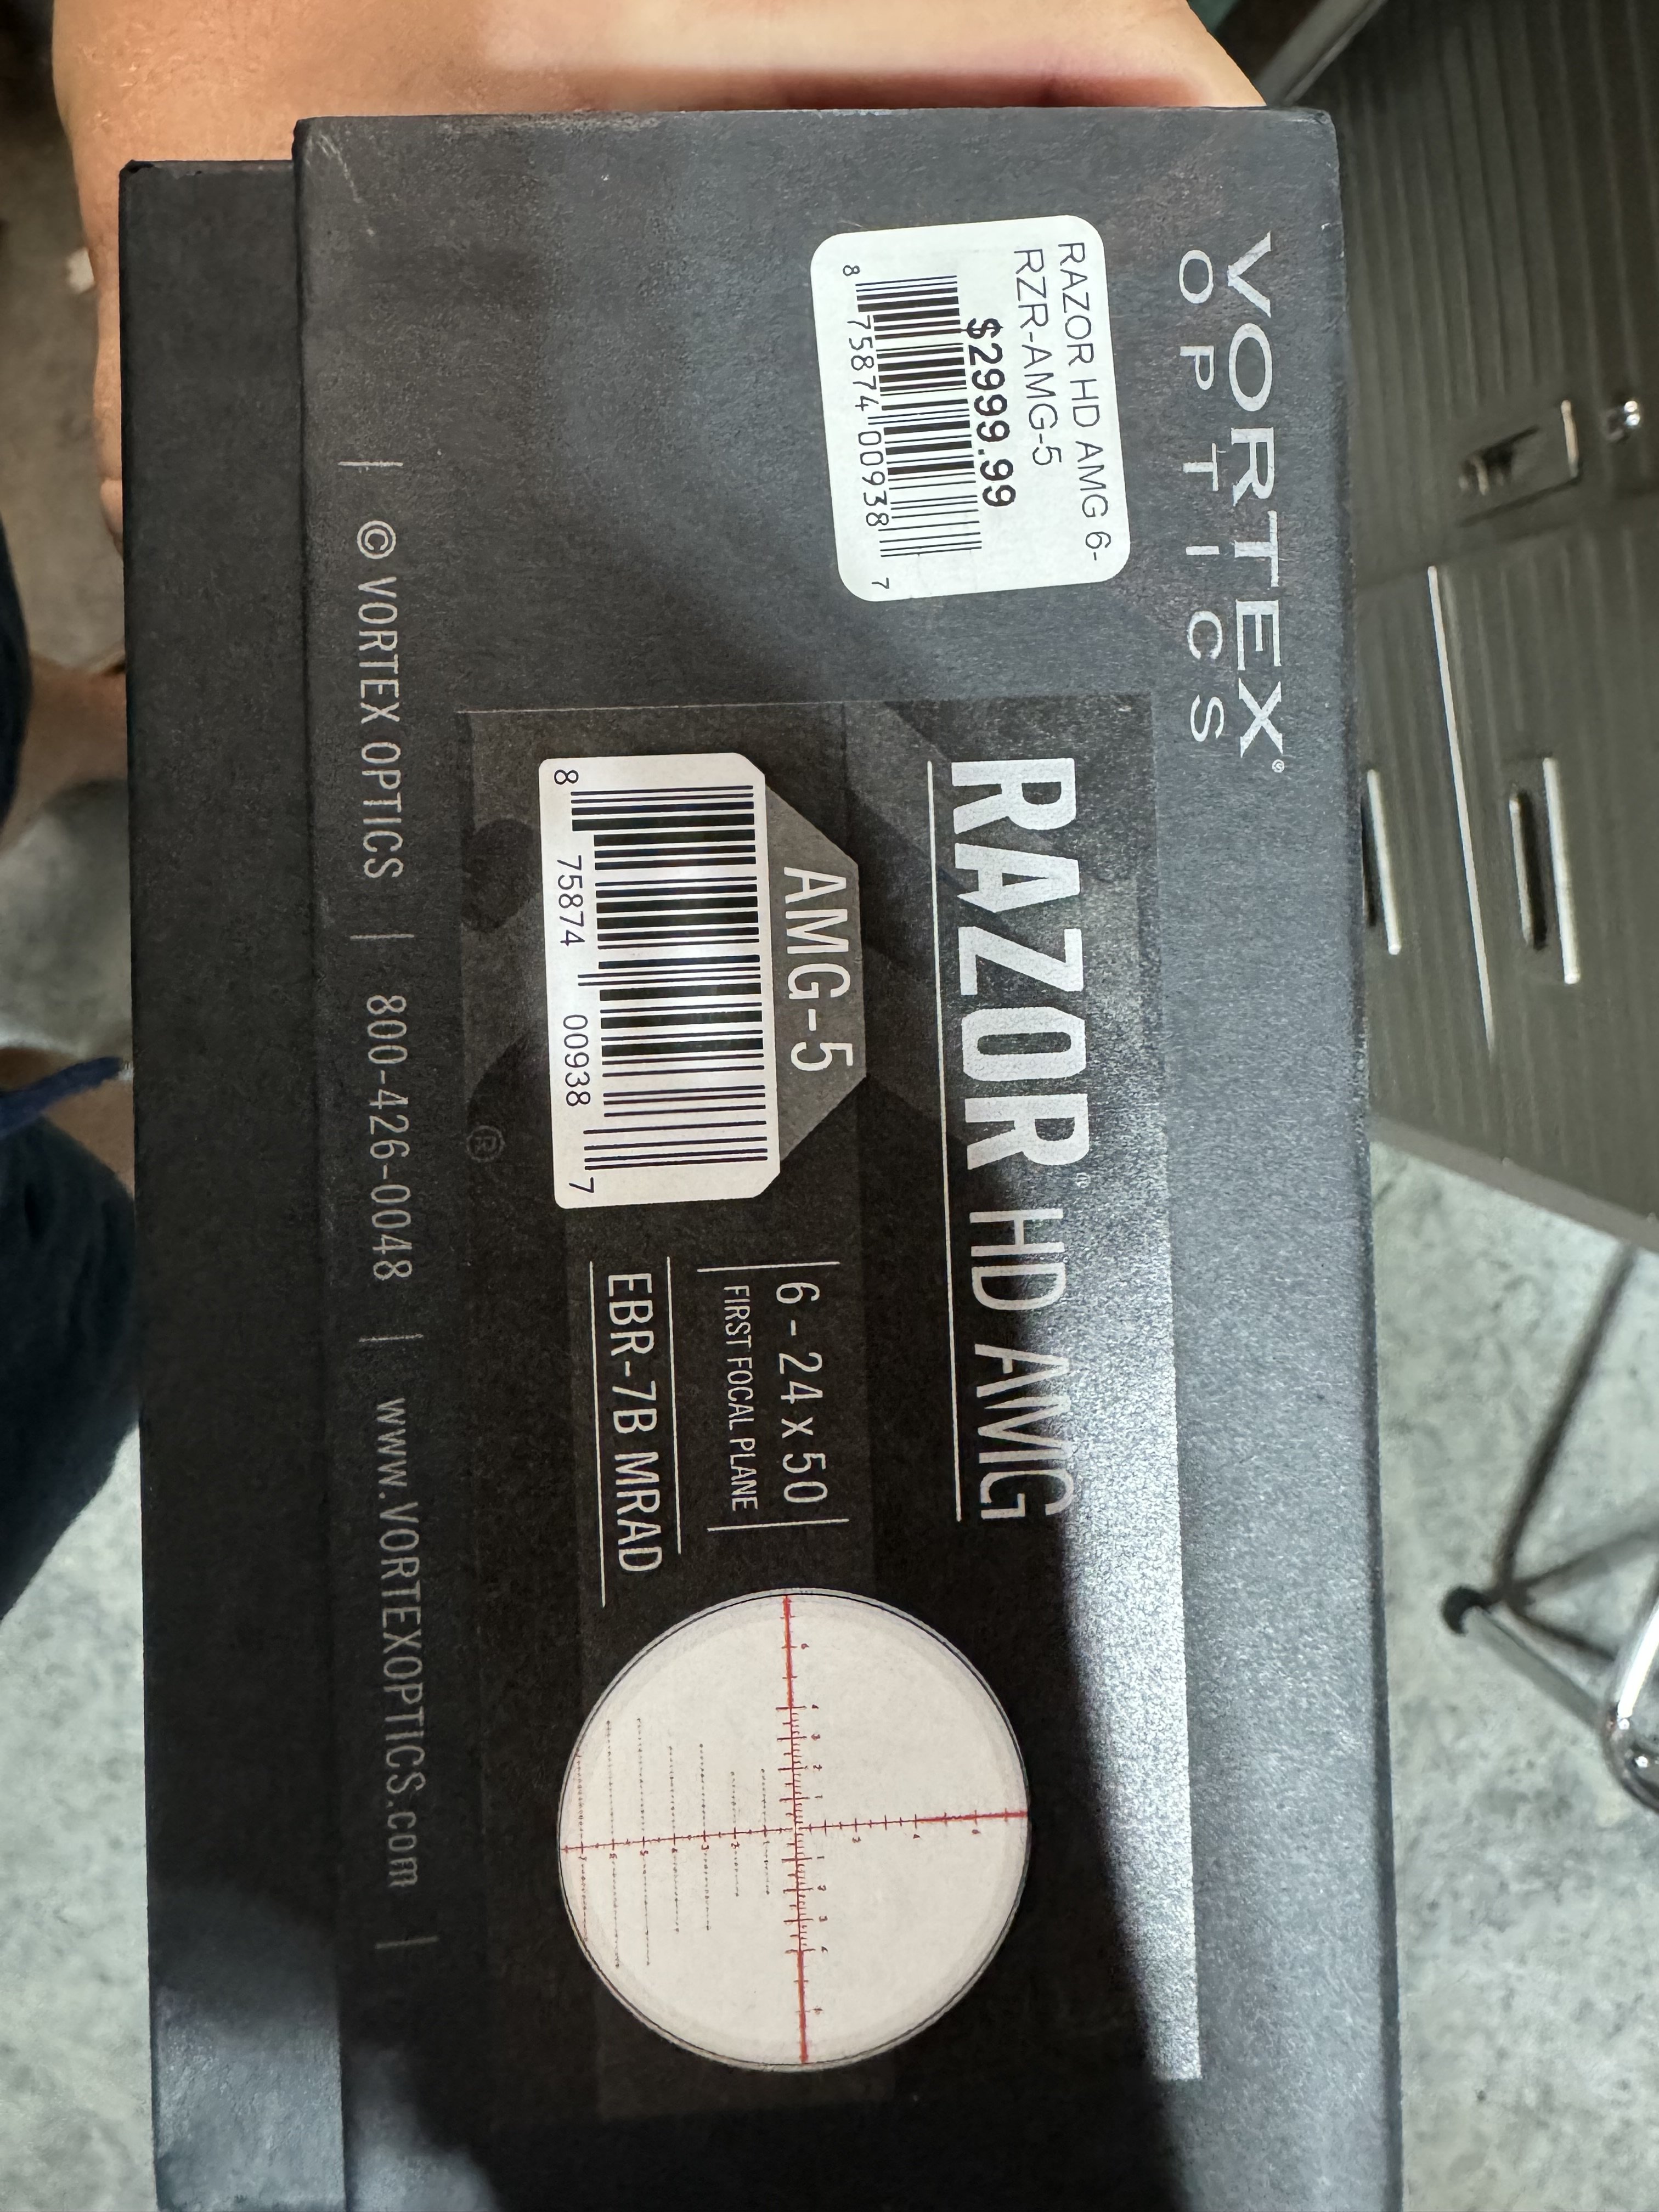 VORTEX®
OPTICS
RAZOR HD AMG 6-
RZR-AMG-5
$2999.99
8 75874 00938 7
RAZOR® HD AMG
AMG-5
8 75874 00938 7
6-24x50
FIRST FOCAL PLANE
EBR-7B MRAD
®
| © VORTEX OPTICS | 800-426-0048 | www.VORTEXOPTICS.com |